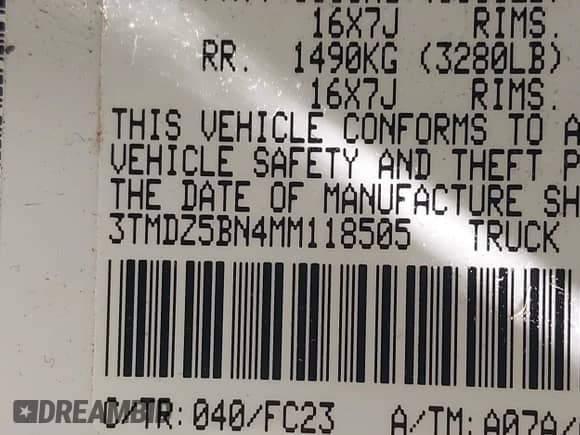 16X7J RIMS.
RR. 1490KG (3280LB)
16X7J RIMS.
THIS VEHICLE CONFORMS TO A
VEHICLE SAFETY AND THEFT P
THE DATE OF MANUFACTURE SH
3TMDZ5BN4MM118505 TRUCK
C/TR: 040/FC23 A/TM: A07A/
DREAMBID